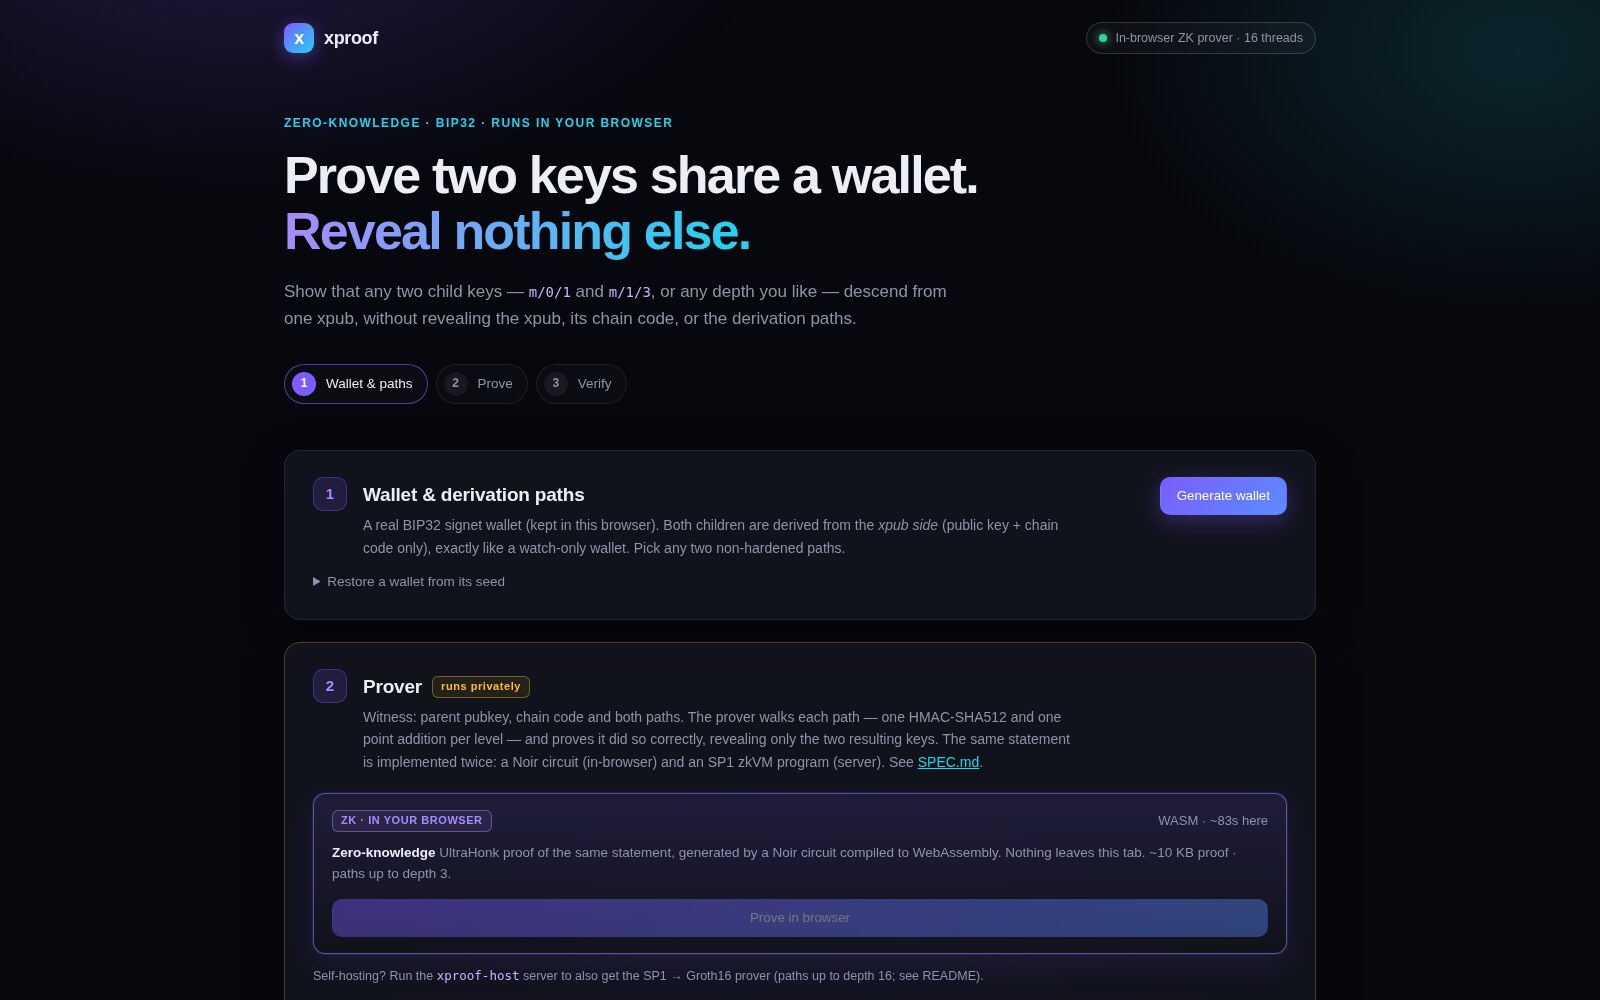 x xproof
In-browser ZK prover · 16 threads
ZERO-KNOWLEDGE · BIP32 · RUNS IN YOUR BROWSER
Prove two keys share a wallet.
Reveal nothing else.
Show that any two child keys — m/0/1 and m/1/3, or any depth you like — descend from
one xpub, without revealing the xpub, its chain code, or the derivation paths.
1 Wallet & paths 2 Prove 3 Verify
1 Wallet & derivation paths
Generate wallet
A real BIP32 signet wallet (kept in this browser). Both children are derived from the xpub side (public key + chain
code only), exactly like a watch-only wallet. Pick any two non-hardened paths.
▶ Restore a wallet from its seed
2 Prover runs privately
Witness: parent pubkey, chain code and both paths. The prover walks each path — one HMAC-SHA512 and one
point addition per level — and proves it did so correctly, revealing only the two resulting keys. The same statement
is implemented twice: a Noir circuit (in-browser) and an SP1 zkVM program (server). See SPEC.md.
ZK · IN YOUR BROWSER
WASM · ~83s here
Zero-knowledge UltraHonk proof of the same statement, generated by a Noir circuit compiled to WebAssembly. Nothing leaves this tab. ~10 KB proof ·
paths up to depth 3.
Prove in browser
Self-hosting? Run the xproof-host server to also get the SP1 → Groth16 prover (paths up to depth 16; see README).